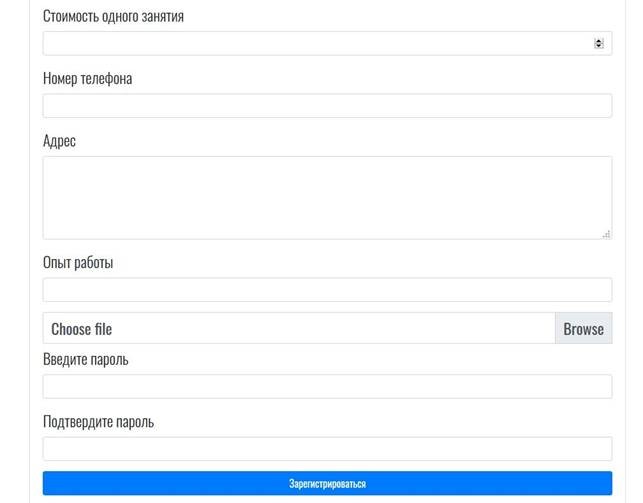 Стоимость одного занятия
Номер телефона
Адрес
Опыт работы
Choose file Browse
Введите пароль
Подтвердите пароль
Зарегистрироваться